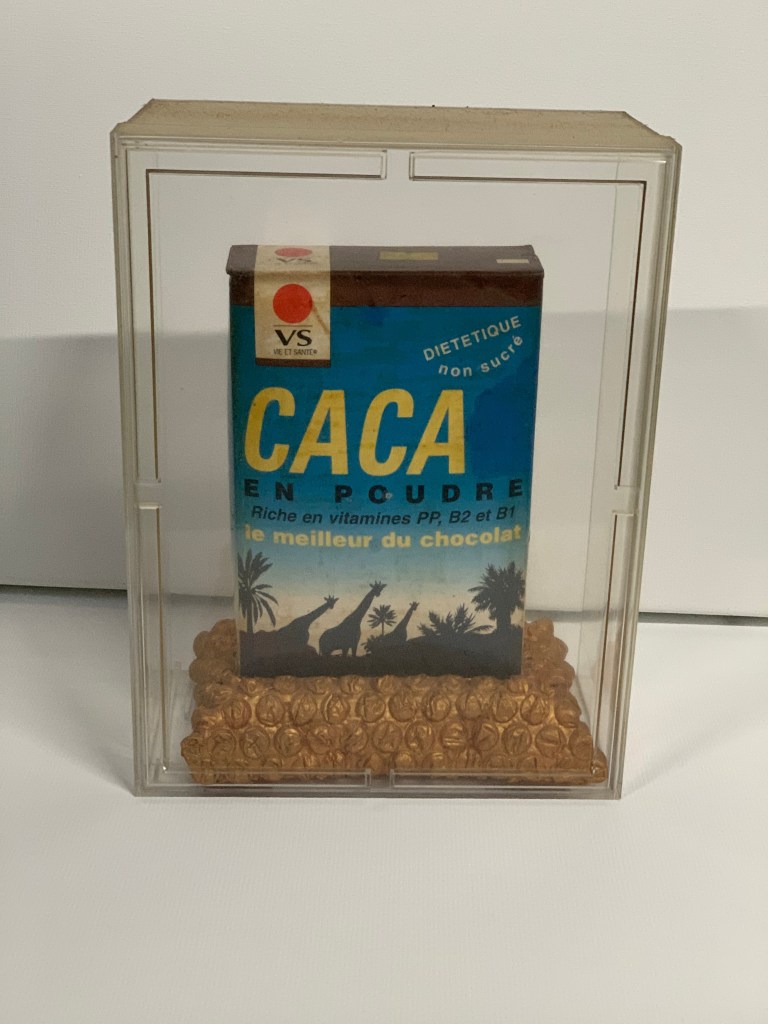 VS
VS
VIE ET SANTÉ®
DIETETIQUE
non sucré
CACA
EN POUDRE
Riche en vitamines PP, B2 et B1
le meilleur du chocolat